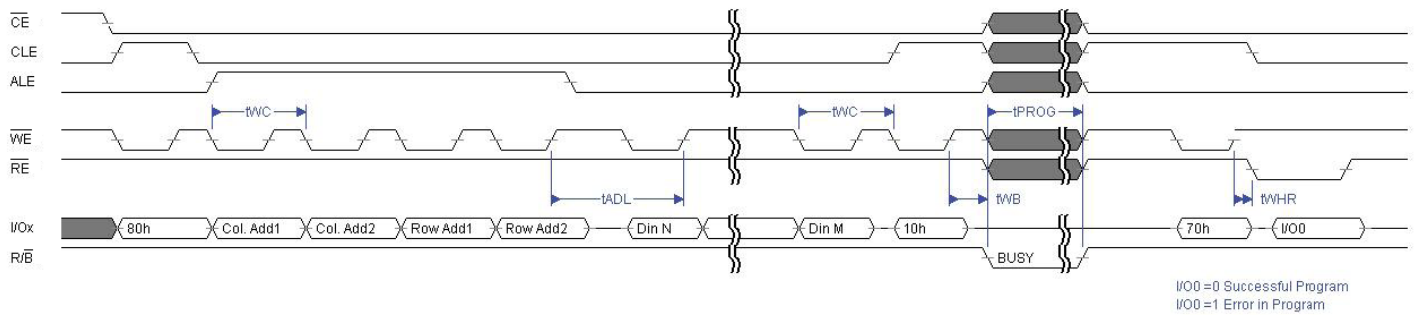 CE
CLE
ALE
tWC tWC tPROG
WE
RE
tADL tWB tWHR
I/Ox 80h Col. Add1 Col. Add2 Row Add1 Row Add2 Din N Din M 10h 70h I/O0
R/B BUSY
I/O0 =0 Successful Program
I/O0 =1 Error in Program